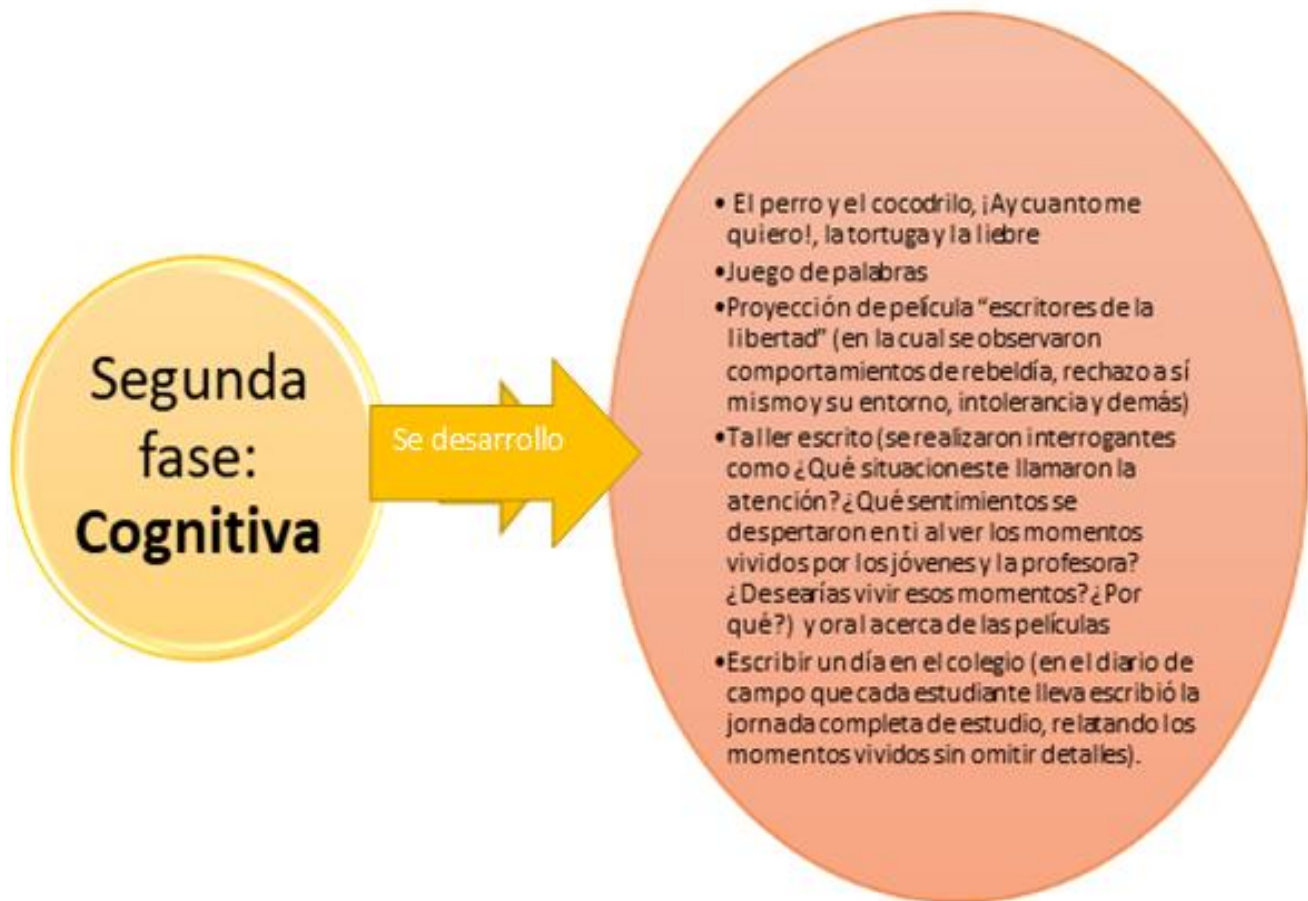 Segunda
fase:
Cognitiva
Se desarrollo
• El perro y el cocodrilo, ¡Ay cuanto me
quiero!, la tortuga y la liebre
•Juego de palabras
•Proyección de película “escritores de la
libertad” (en la cual se observaron
comportamientos de rebeldía, rechazo a sí
mismo y su entorno, intolerancia y demás)
•Taller escrito (se realizaron interrogantes
como ¿Qué situaciones te llamaron la
atención? ¿Qué sentimientos se
despertaron en ti al ver los momentos
vividos por los jóvenes y la profesora?
¿Desearías vivir esos momentos? ¿Por
qué?) y oral acerca de las películas
•Escribir un día en el colegio (en el diario de
campo que cada estudiante lleva escribió la
jornada completa de estudio, relatando los
momentos vividos sin omitir detalles).